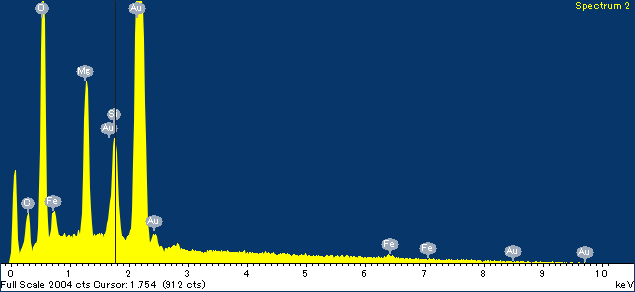 Spectrum 2
O Au
Mg
Si
Au
O Fe
Au
Fe Fe Au Au
0 1 2 3 4 5 6 7 8 9 10
Full Scale 2004 cts Cursor: 1.754 (912 cts) keV